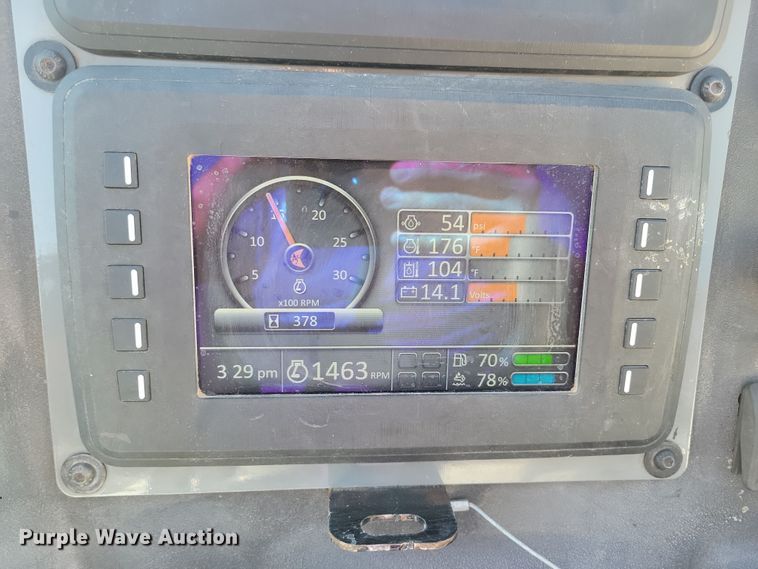 15 20
10 25
5 30
x100 RPM
378
54 psi
176 °F
104 °F
14.1 Volts
3 29 pm 1463 RPM 70%
78%
Purple Wave Auction